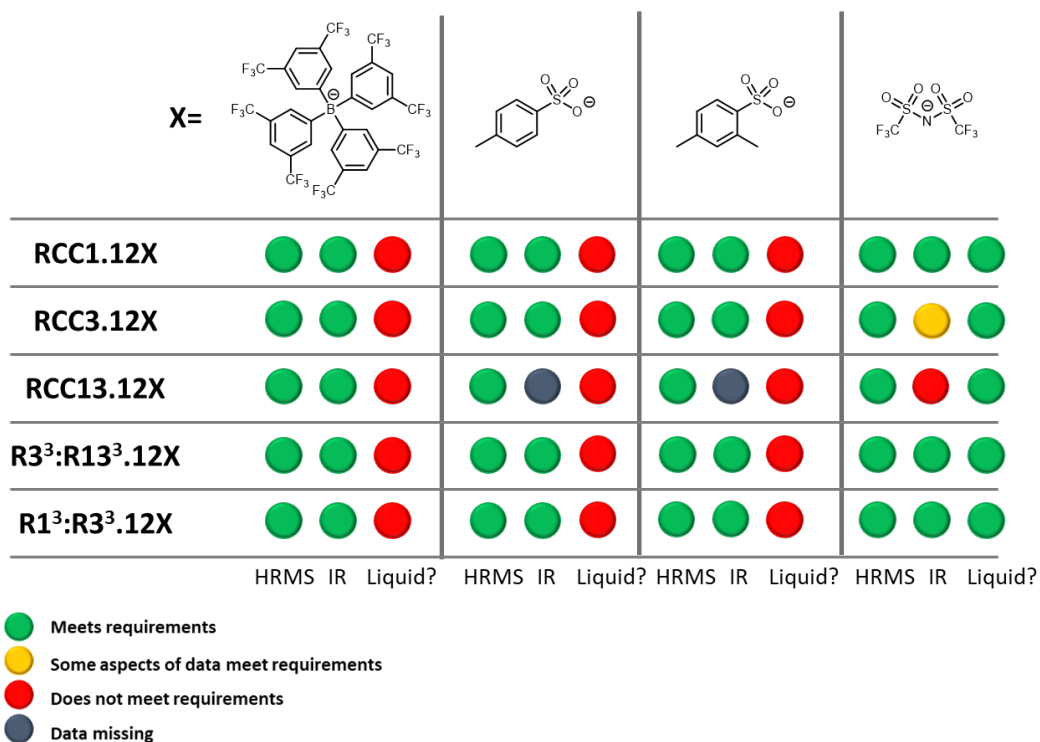 X=
CF₃
F₃C
CF₃
F₃C
B
⊖
CF₃
CF₃
F₃C
CF₃
CF₃
O
O
S
O
⊖
O
O
S
O
⊖
O
O
S
⊖
N
O
O
S
F₃C
CF₃
RCC1.12X
RCC3.12X
RCC13.12X
R3³:R13³.12X
R1³:R3³.12X
HRMS IR Liquid? HRMS IR Liquid? HRMS IR Liquid? HRMS IR Liquid?
Meets requirements
Some aspects of data meet requirements
Does not meet requirements
Data missing